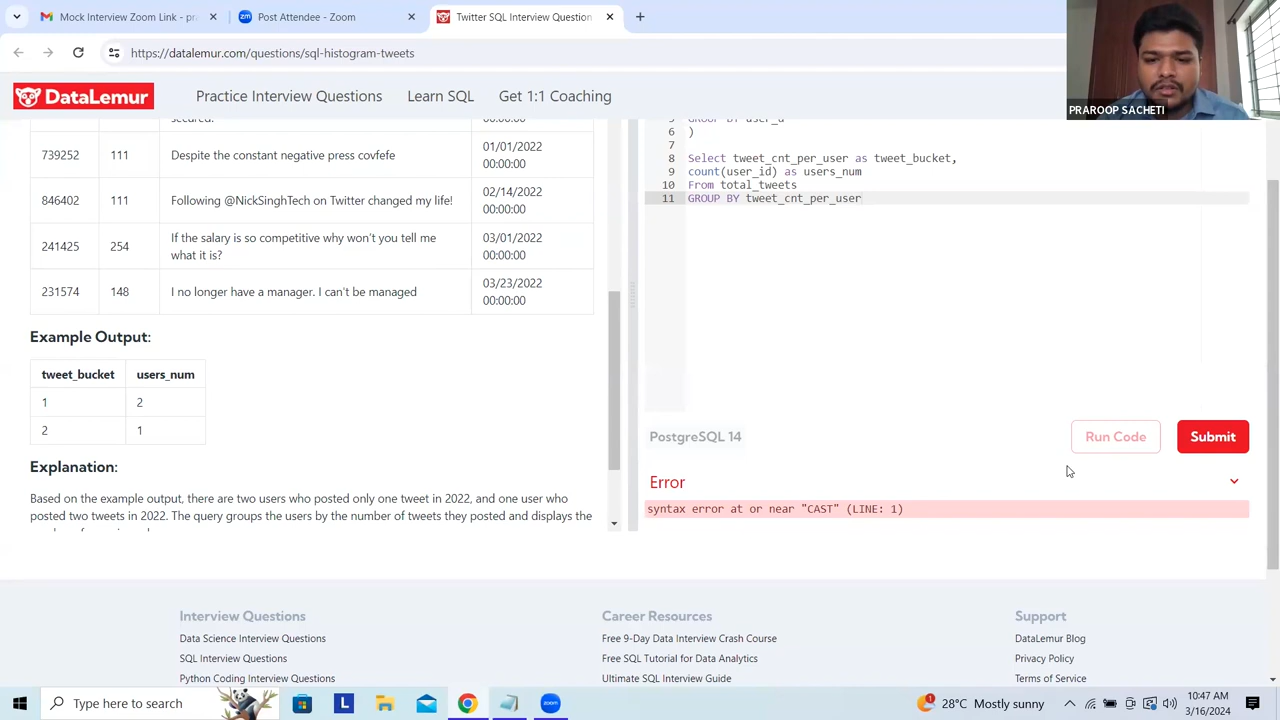 Mock Interview Zoom Link - pr
Post Attendee - Zoom
Twitter SQL Interview Question
https://datalemur.com/questions/sql-histogram-tweets
PRAROOP SACHETI
DataLemur
Practice Interview Questions
Learn SQL
Get 1:1 Coaching
secured.
00:00:00
739252
111
Despite the constant negative press covfefe
01/01/2022
00:00:00
846402
111
Following @NickSinghTech on Twitter changed my life!
02/14/2022
00:00:00
241425
254
If the salary is so competitive why won't you tell me
what it is?
03/01/2022
00:00:00
231574
148
I no longer have a manager. I can't be managed
03/23/2022
00:00:00
Example Output:
tweet_bucket
users_num
1
2
2
1
Explanation:
Based on the example output, there are two users who posted only one tweet in 2022, and one user who
posted two tweets in 2022. The query groups the users by the number of tweets they posted and displays the
5 GROUP BY
6 )
7
8 Select tweet_cnt_per_user as tweet_bucket,
9 count(user_id) as users_num
10 From total_tweets
11 GROUP BY tweet_cnt_per_user
PostgreSQL 14
Run Code
Submit
Error
syntax error at or near "CAST" (LINE: 1)
Interview Questions
Data Science Interview Questions
SQL Interview Questions
Python Coding Interview Questions
Career Resources
Free 9-Day Data Interview Crash Course
Free SQL Tutorial for Data Analytics
Ultimate SQL Interview Guide
Support
DataLemur Blog
Privacy Policy
Terms of Service
Type here to search
L
zoom
1
28°C Mostly sunny
10:47 AM
3/16/2024